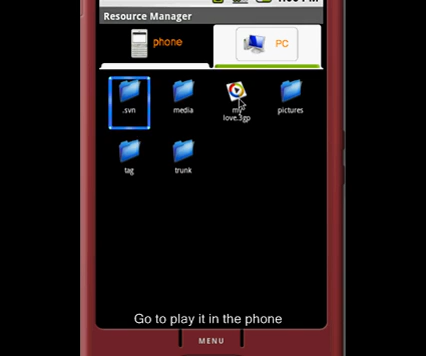 Resource Manager
phone
PC
.svn
media
my
love.3gp
pictures
tag
trunk
Go to play it in the phone
MENU